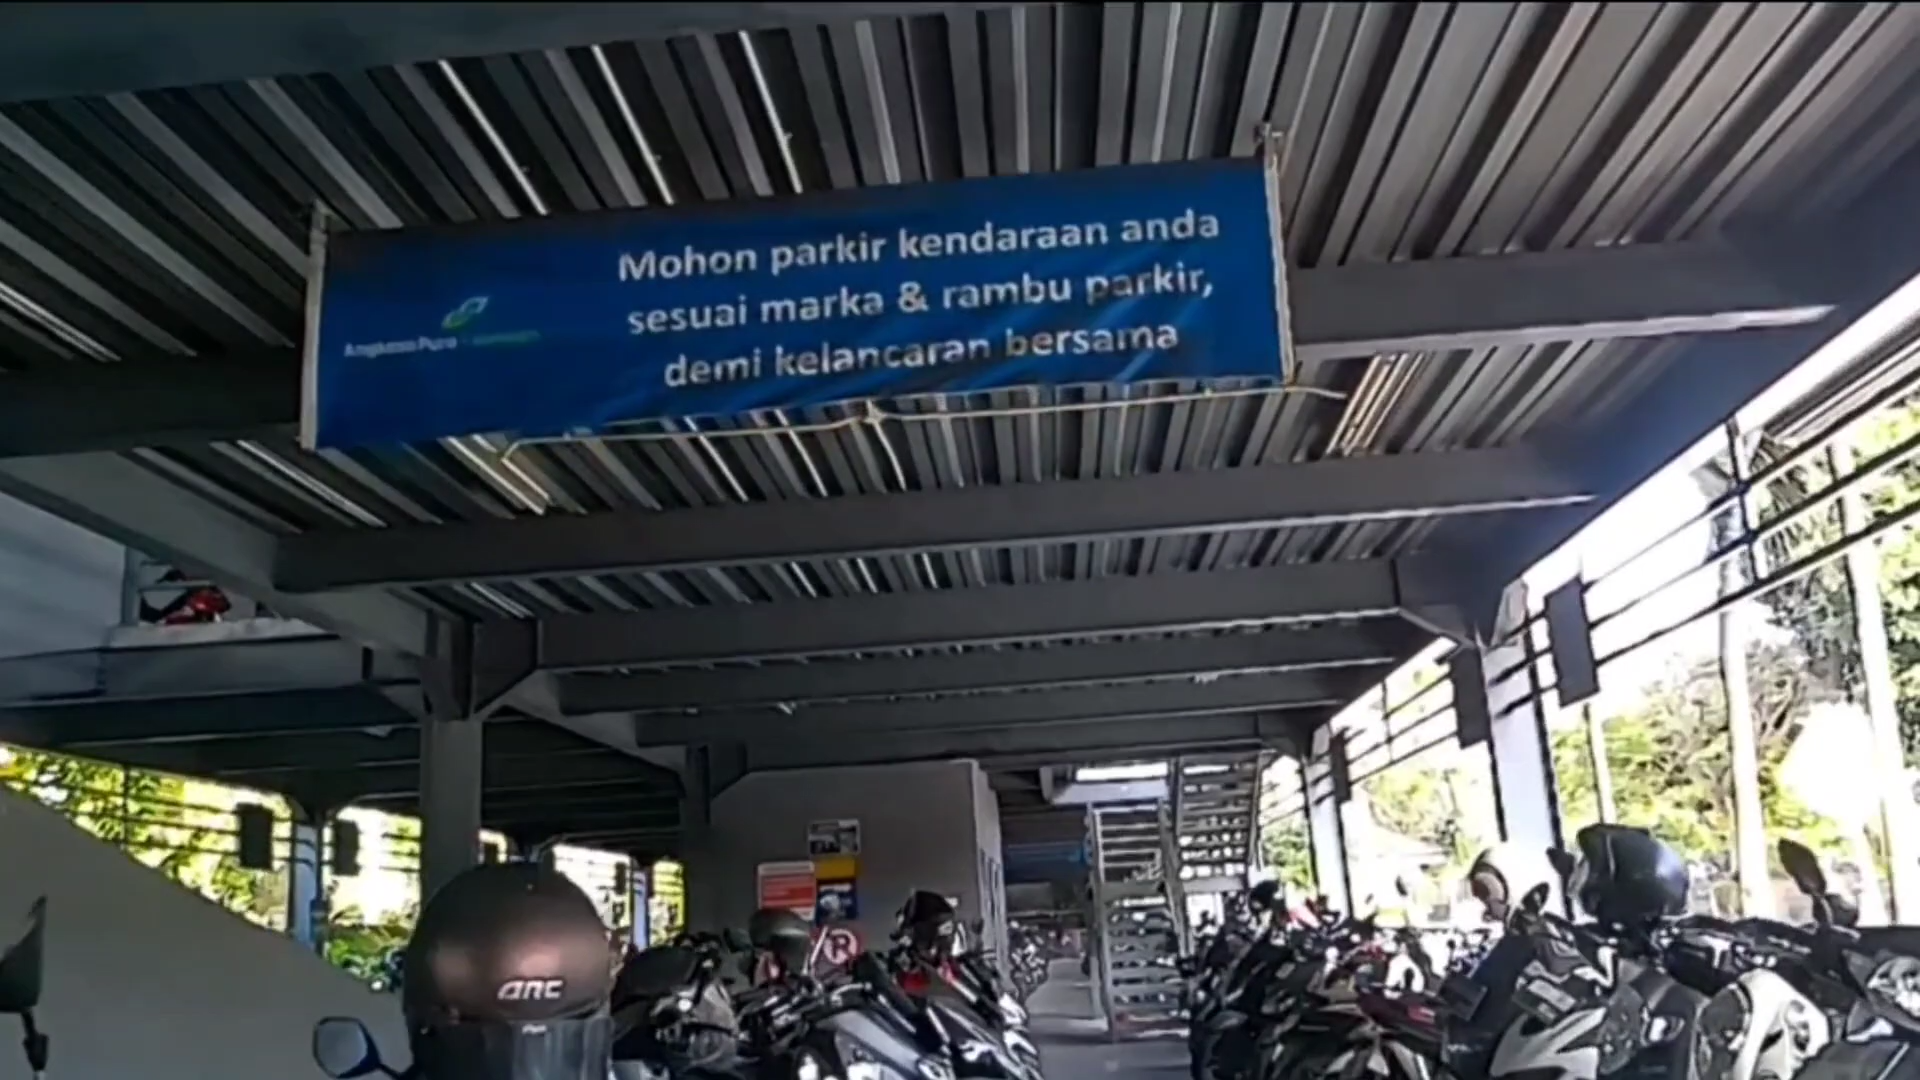 Mohon parkir kendaraan anda
sesuai marka & rambu parkir,
demi kelancaran bersama
Angkasa Pura
ARC